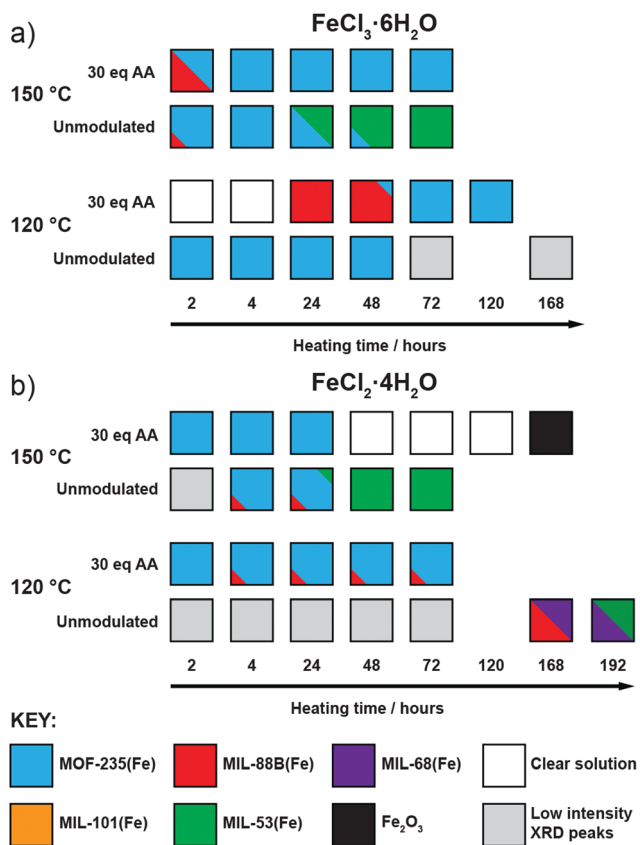 a)
FeCl₃·6H₂O
150 °C
30 eq AA
Unmodulated
120 °C
30 eq AA
Unmodulated
2 4 24 48 72 120 168
Heating time / hours
b)
FeCl₂·4H₂O
150 °C
30 eq AA
Unmodulated
120 °C
30 eq AA
Unmodulated
2 4 24 48 72 120 168 192
Heating time / hours
KEY:
MOF-235(Fe) MIL-88B(Fe) MIL-68(Fe) Clear solution
MIL-101(Fe) MIL-53(Fe) Fe₂O₃ Low intensity
XRD peaks